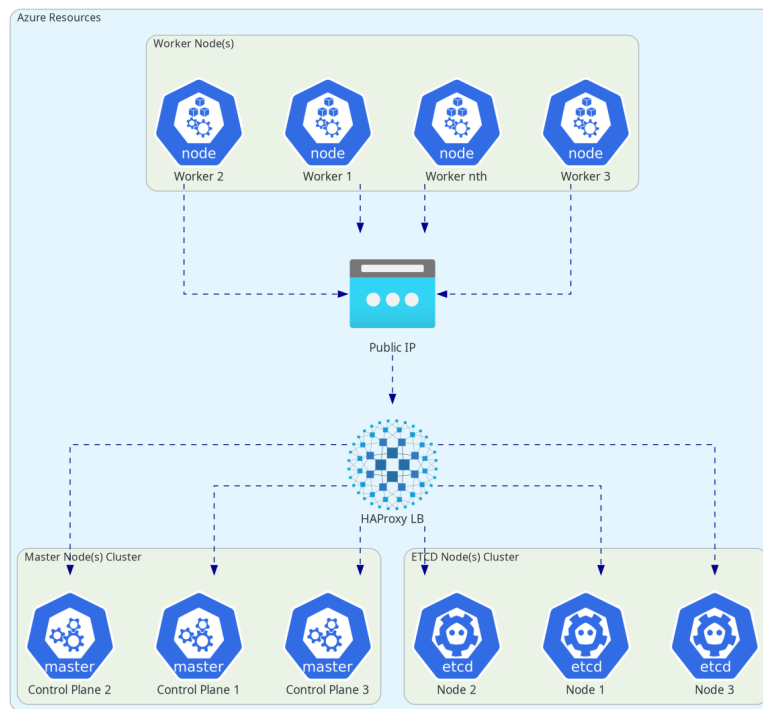 Azure Resources
Worker Node(s)
node node node node
Worker 2 Worker 1 Worker nth Worker 3
Public IP
HAProxy LB
Master Node(s) Cluster ETCD Node(s) Cluster
master master master etcd etcd etcd
Control Plane 2 Control Plane 1 Control Plane 3 Node 2 Node 1 Node 3